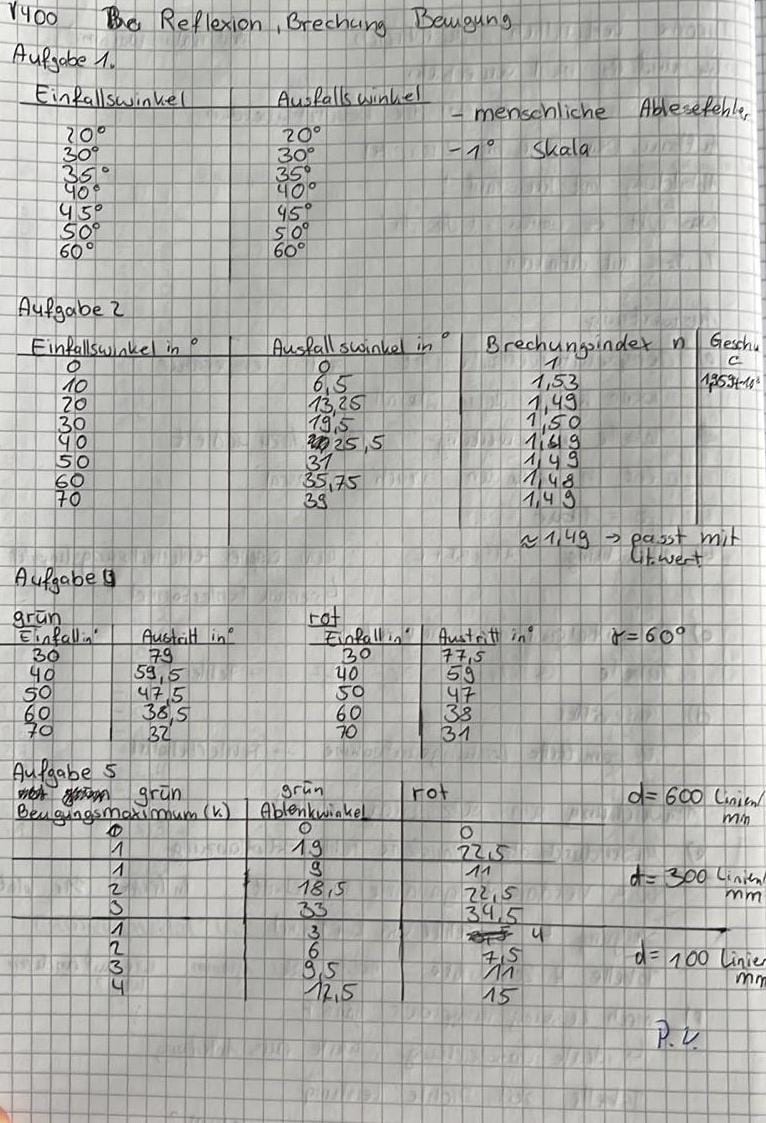 V400 Reflexion, Brechung Beugung
Aufgabe 1.
Einfallswinkel Ausfallswinkel
- menschliche Ablesefehler
20° 20°
30° 30° - 1° Skala
35° 35°
40° 40°
45° 45°
50° 50°
60° 60°
Aufgabe 2
Einfallswinkel in ° Ausfallswinkel in ° Brechungsindex n Geschw
0 0 1 c
10 6,5 1,53
20 13,25 1,49
30 19,5 1,50
40 25,5 1,49
50 31 1,49
60 35,75 1,48
70 39 1,49
≈ 1,49 → passt mit
Lit.wert
Aufgabe
grün rot
Einfall in° Austritt in° Einfall in° Austritt in° γ = 60°
30 79 30 77,5
40 59,5 40 59
50 47,5 50 47
60 38,5 60 38
70 32 70 31
Aufgabe 5
grün grün rot d = 600 Linien/
mm
Beugungsmaximum (k) Ablenkwinkel
0 0 0
1 19 22,5
1 9 11 d = 300 Linien/
mm
2 18,5 22,5
3 33 34,5
1 3 4
2 6 7,5 d = 100 Linien
mm
3 9,5 11
4 12,5 15
P.V.